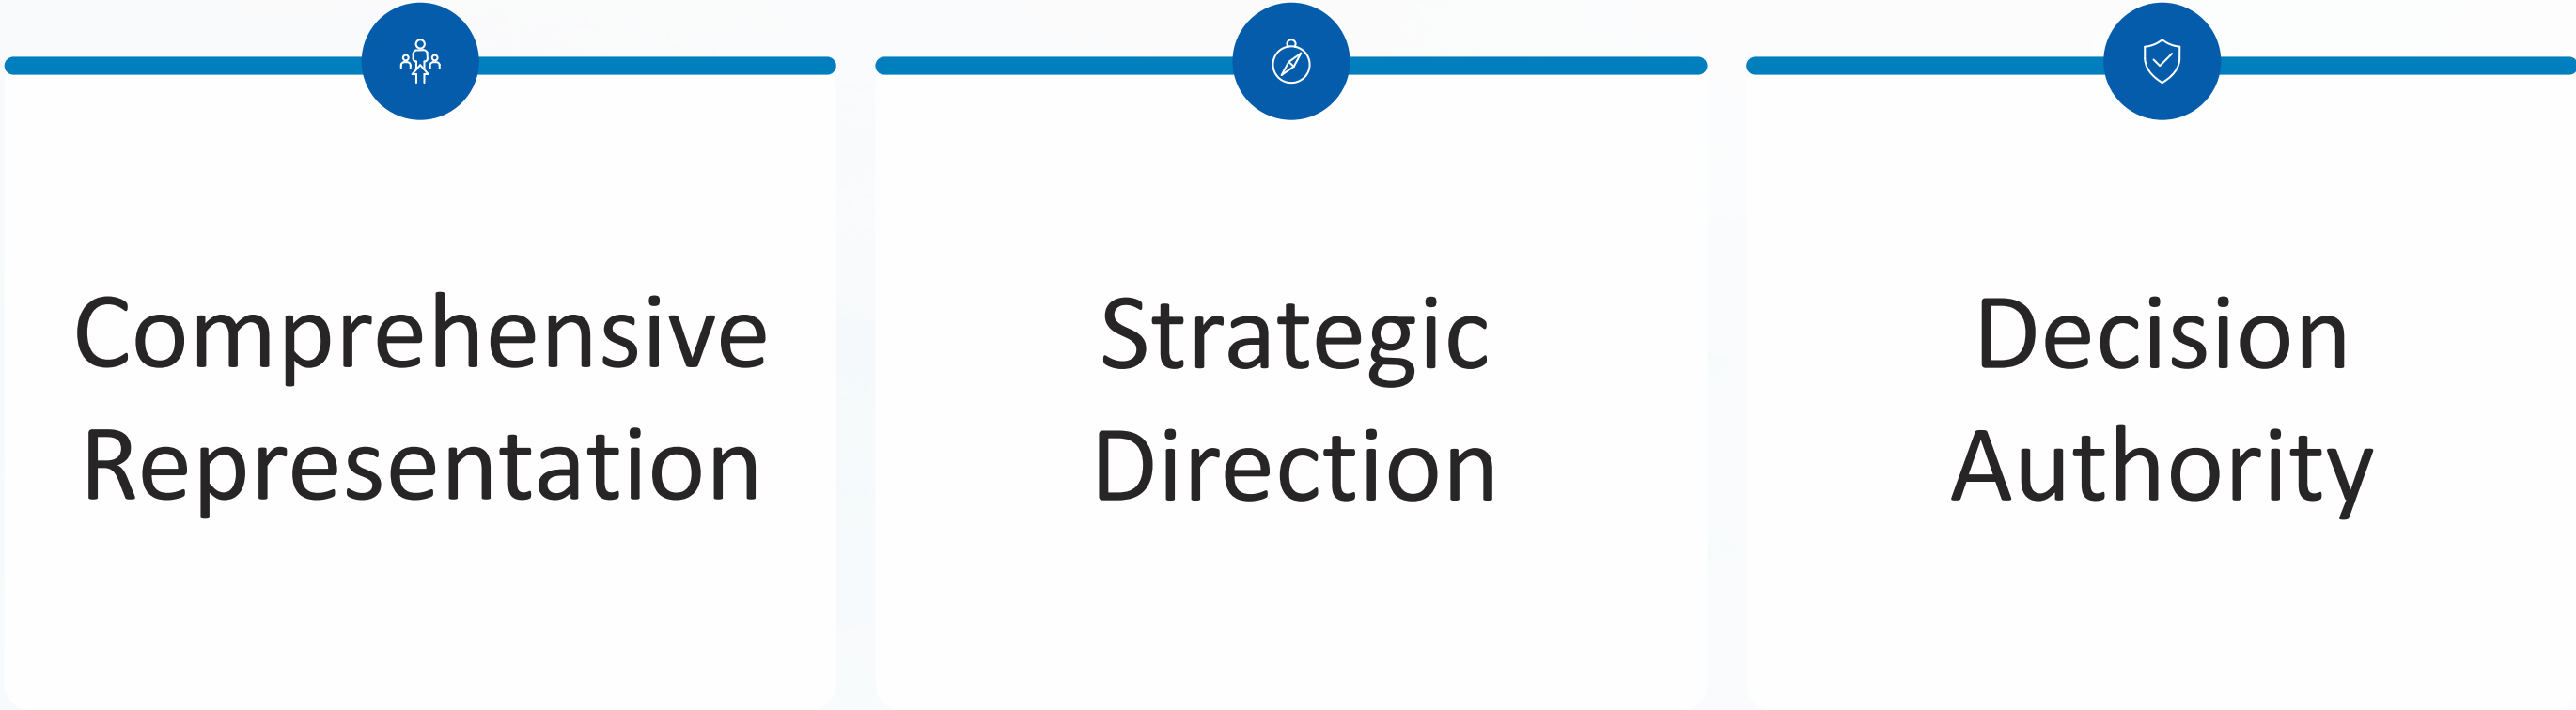 Comprehensive
Representation
Strategic
Direction
Decision
Authority